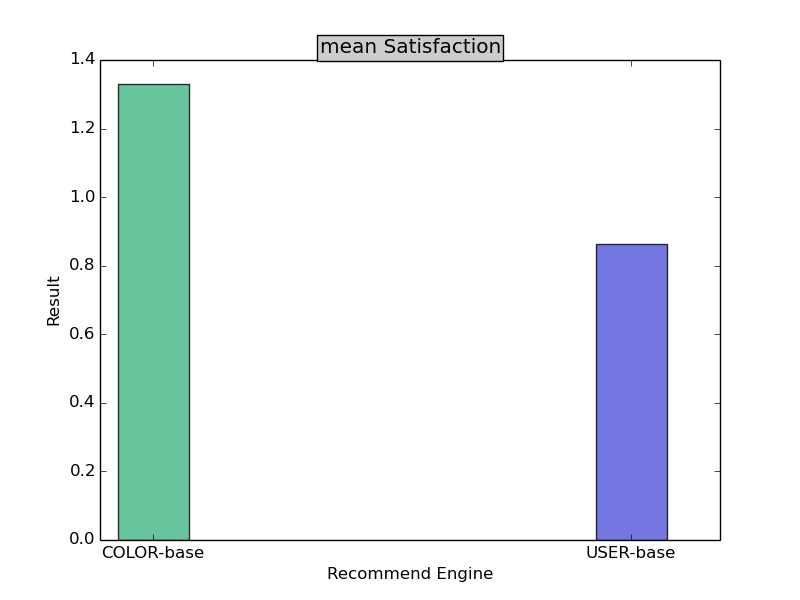 mean Satisfaction
1.4
1.2
1.0
0.8
0.6
0.4
0.2
0.0
Result
COLOR-base USER-base
Recommend Engine